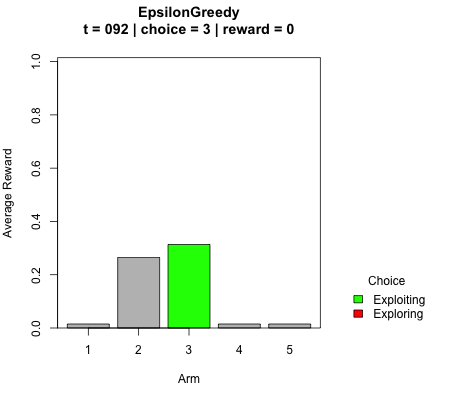 EpsilonGreedy
t = 092 | choice = 3 | reward = 0
Average Reward
1.0
0.8
0.6
0.4
0.2
0.0
1 2 3 4 5
Arm
Choice
Exploiting
Exploring